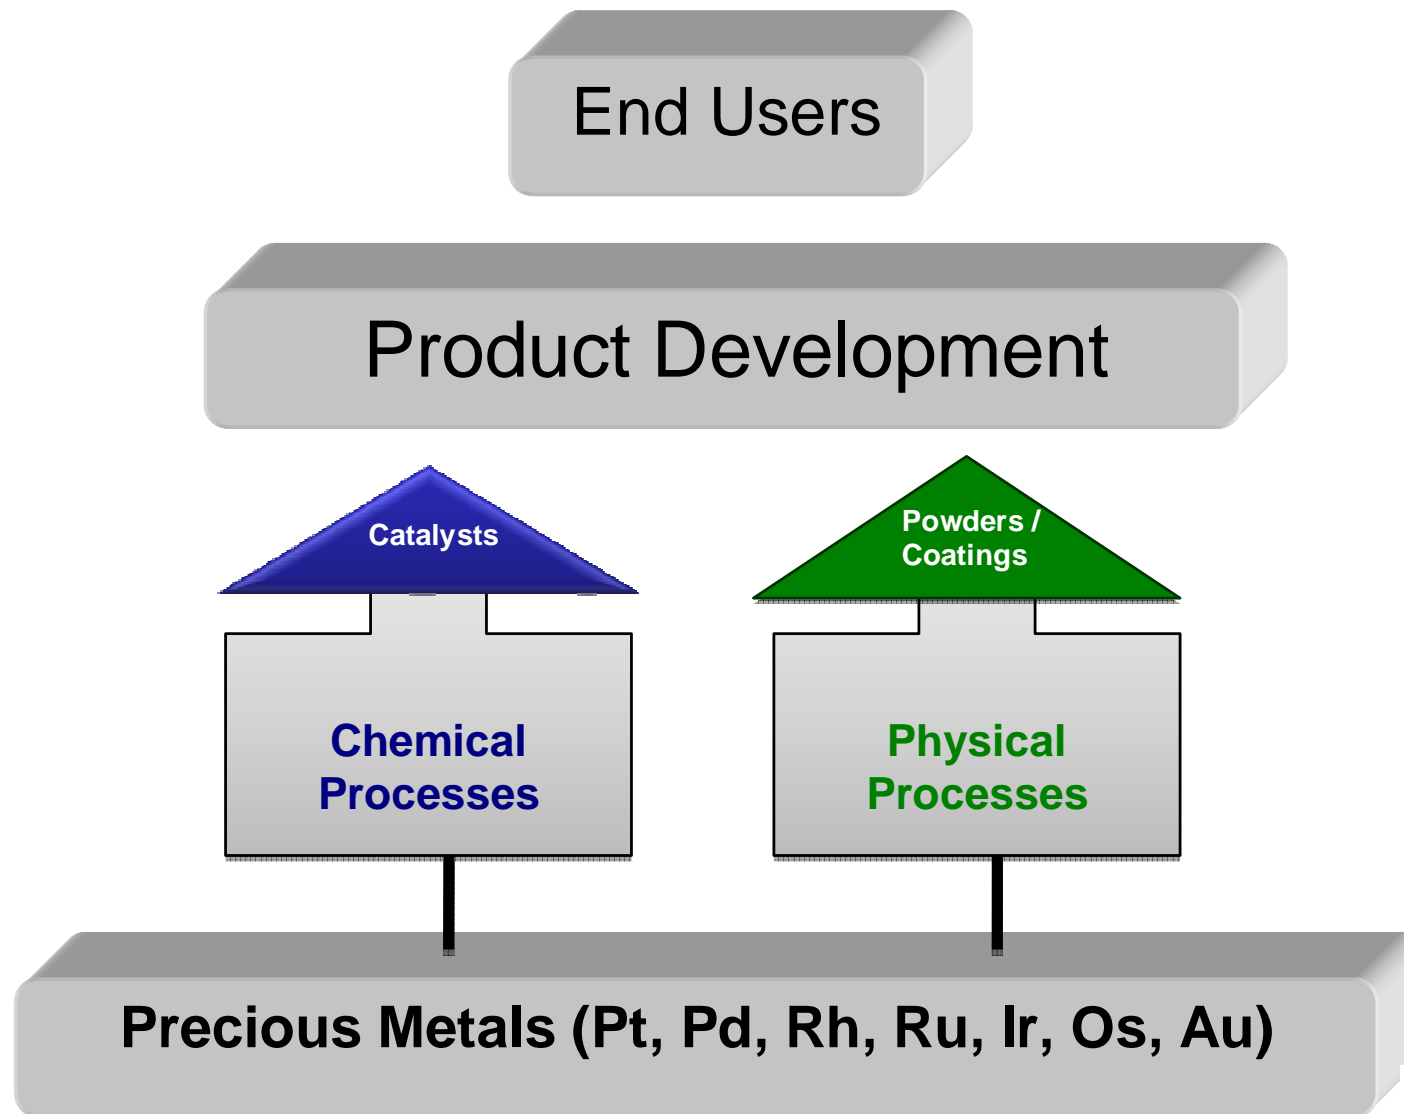 End Users
Product Development
Catalysts
Powders /
Coatings
Chemical
Processes
Physical
Processes
Precious Metals (Pt, Pd, Rh, Ru, Ir, Os, Au)